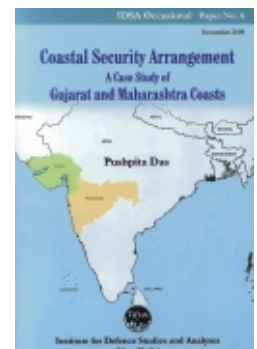 IDSA Occasional Paper No. 6
November 2009
Coastal Security Arrangement
A Case Study of
Gujarat and Maharashtra Coasts
Pushpita Das
Institute for Defence Studies and Analyses